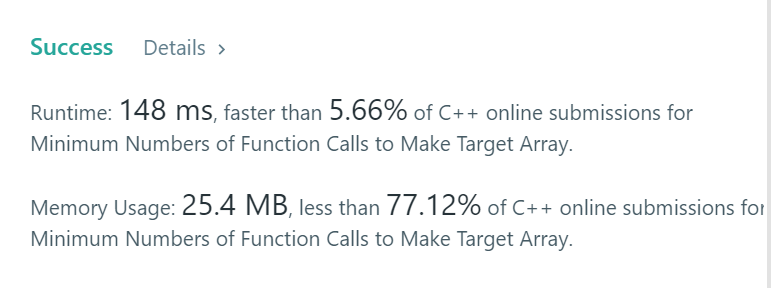 Success Details >
Runtime: 148 ms, faster than 5.66% of C++ online submissions for
Minimum Numbers of Function Calls to Make Target Array.
Memory Usage: 25.4 MB, less than 77.12% of C++ online submissions for
Minimum Numbers of Function Calls to Make Target Array.